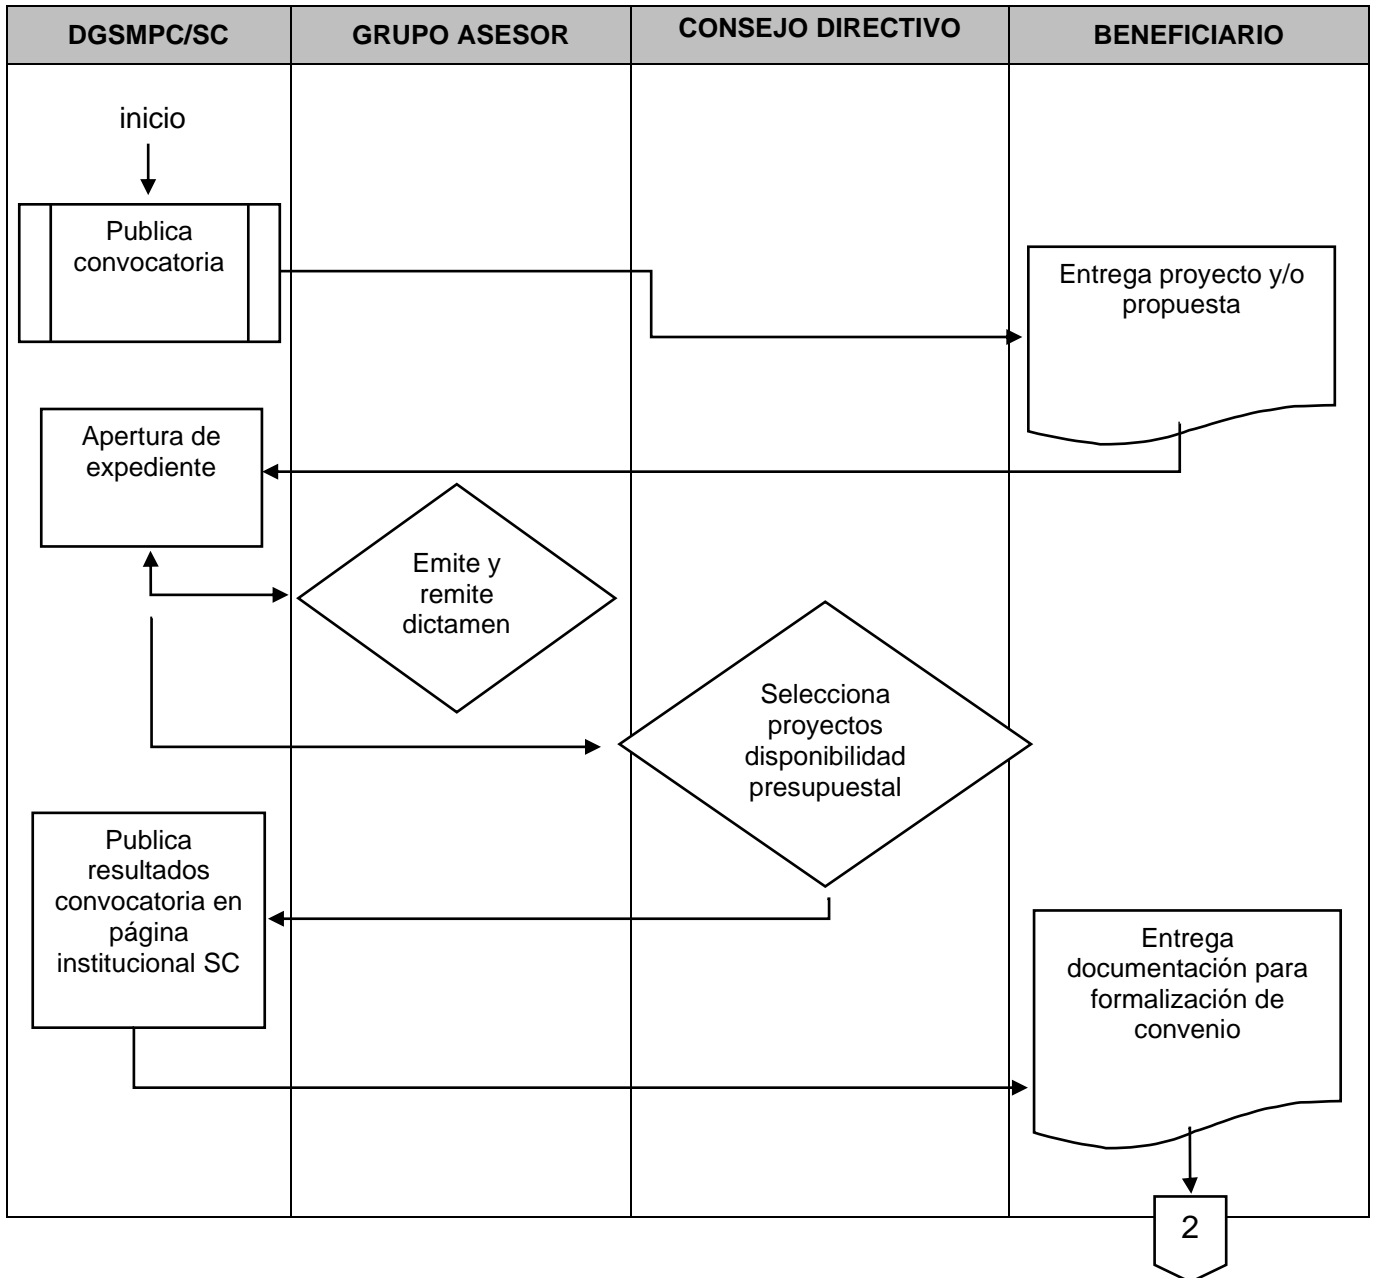 DGSMPC/SC
GRUPO ASESOR
CONSEJO DIRECTIVO
BENEFICIARIO
inicio
Publica
convocatoria
Entrega proyecto y/o
propuesta
Apertura de
expediente
Emite y
remite
dictamen
Selecciona
proyectos
disponibilidad
presupuestal
Publica
resultados
convocatoria en
página
institucional SC
Entrega
documentación para
formalización de
convenio
2